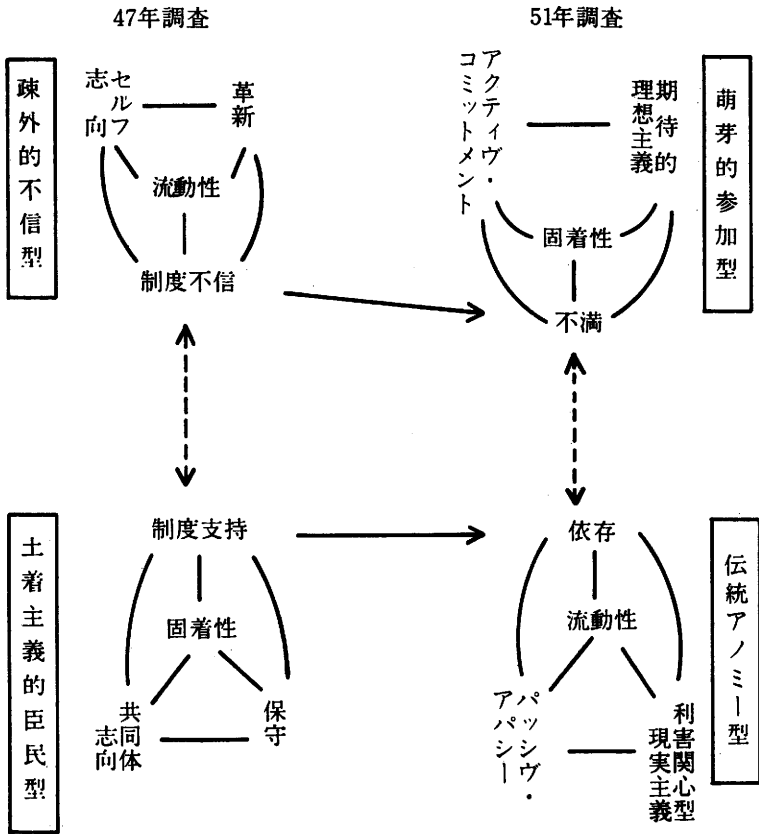 47年調査
51年調査
疎外的不信型
セルフ
志向
革新
流動性
制度不信
アクティヴ・
コミットメント
期待的
理想主義
固着性
不満
萌芽的参加型
土着主義的臣民型
制度支持
固着性
共同体
志向
保守
依存
流動性
パッシヴ・
アパシー
利害関心型
現実主義
伝統アノミー型